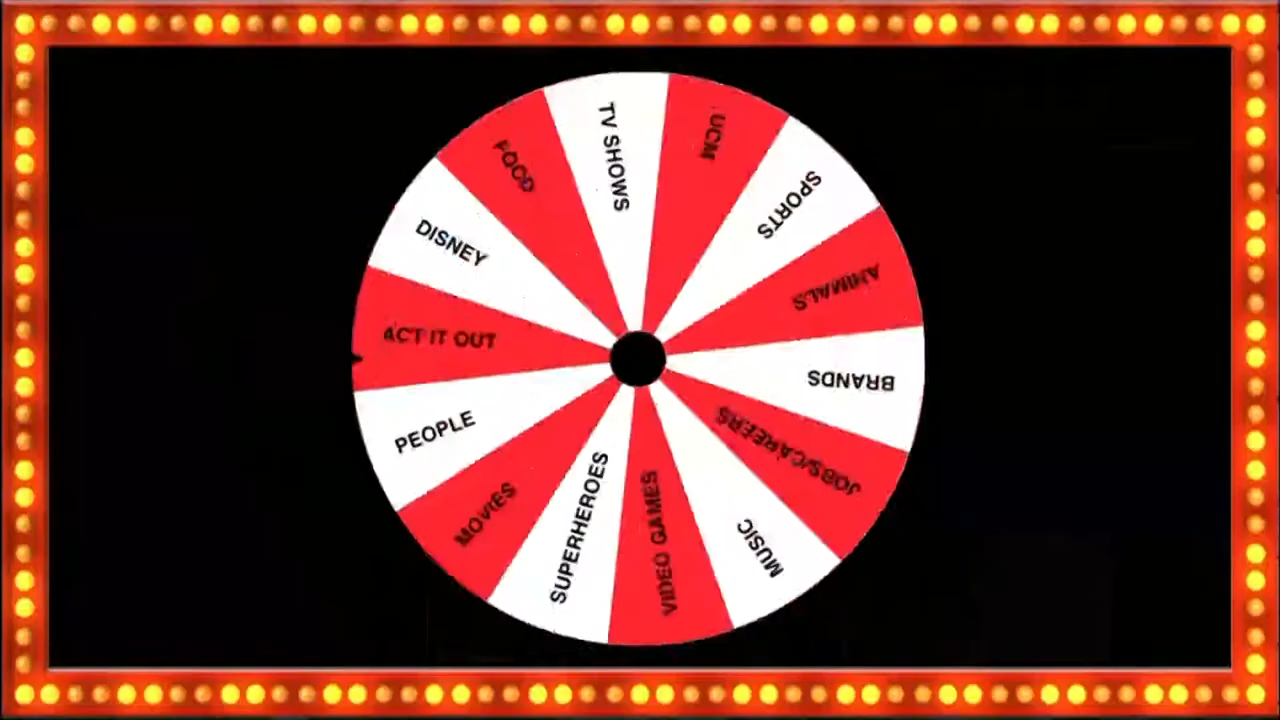 TV SHOWS
UCM
SPORTS
ANIMALS
BRANDS
JOBS/CAREERS
MUSIC
VIDEO GAMES
SUPERHEROES
MOVIES
PEOPLE
ACT IT OUT
DISNEY
FOOD